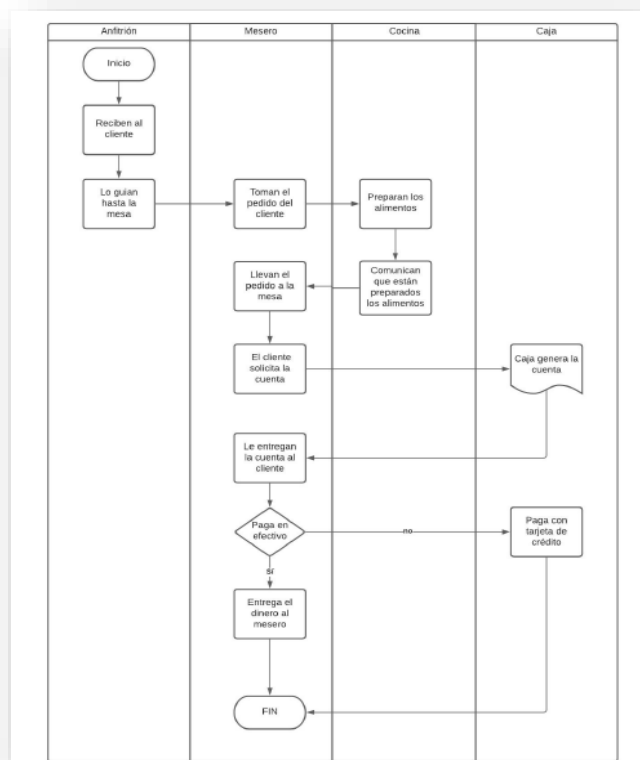 Anfitrión
Mesero
Cocina
Caja
Inicio
Reciben al
cliente
Lo guían
hasta la
mesa
Toman el
pedido del
cliente
Preparan los
alimentos
Comunican
que están
preparados
los alimentos
Llevan el
pedido a la
mesa
El cliente
solicita la
cuenta
Caja genera la
cuenta
Le entregan
la cuenta al
cliente
Paga en
efectivo
no
Paga con
tarjeta de
crédito
sí
Entrega el
dinero al
mesero
FIN